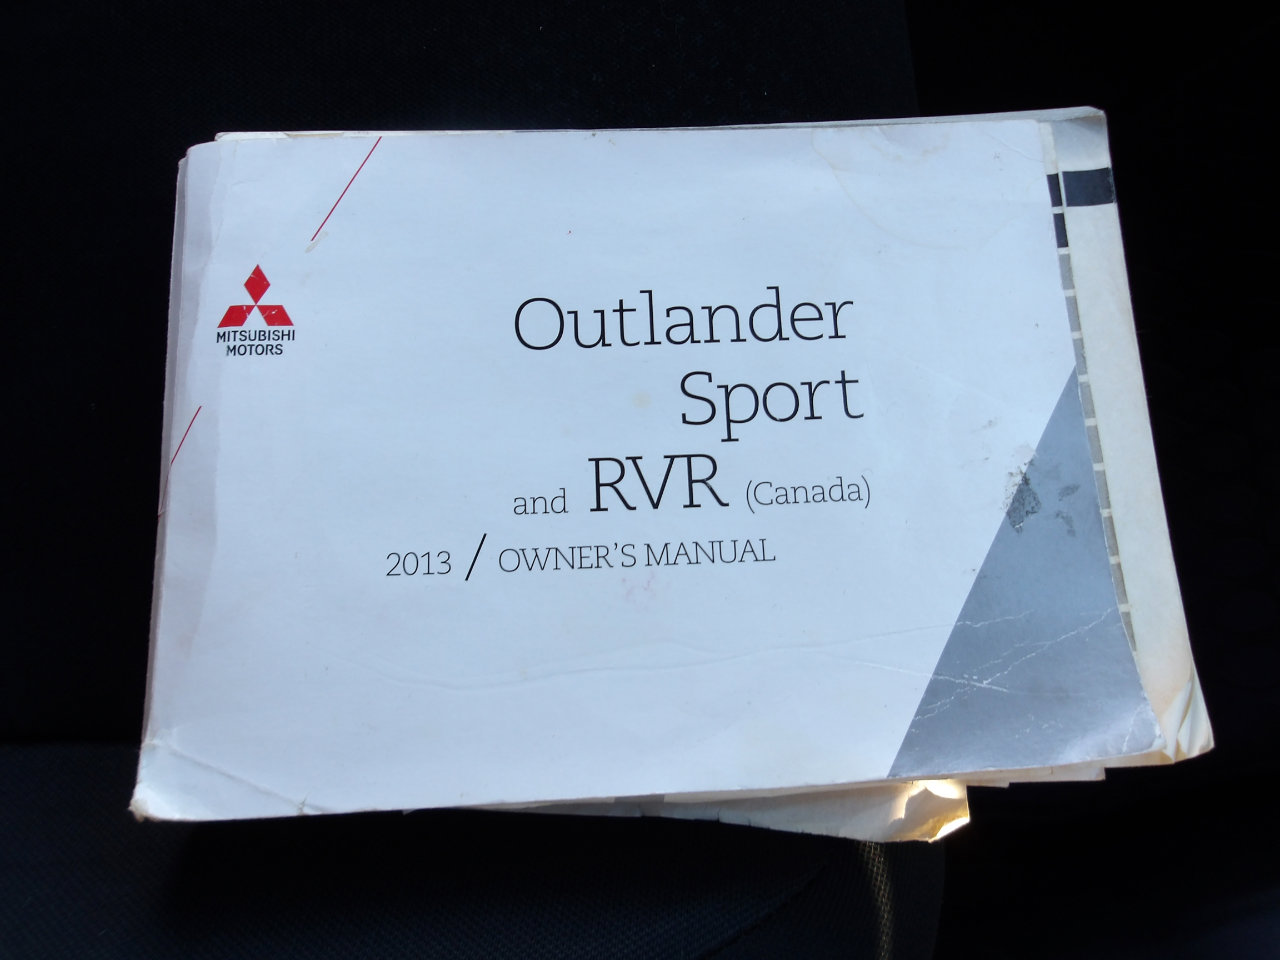 MITSUBISHI
MOTORS
Outlander
Sport
and RVR (Canada)
2013 / OWNER'S MANUAL